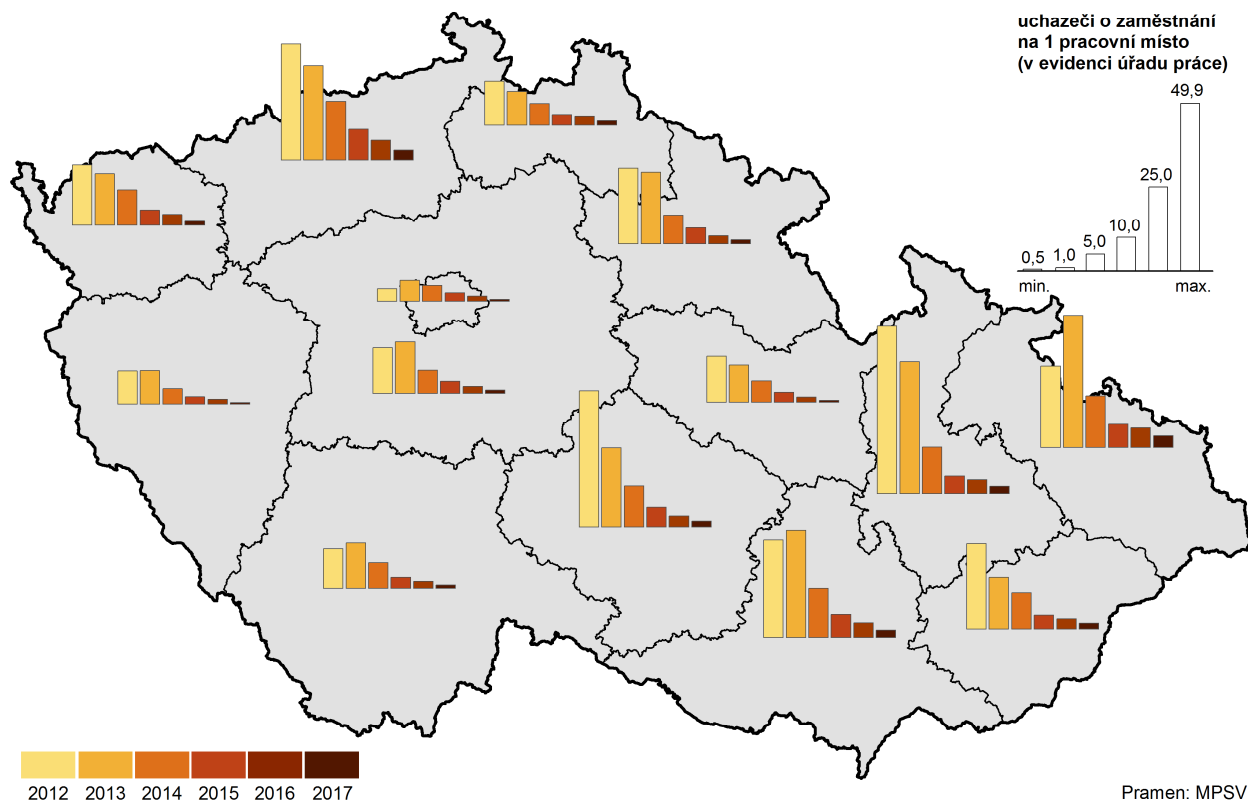 uchazeči o zaměstnání
na 1 pracovní místo
(v evidenci úřadu práce)
49,9
25,0
10,0
5,0
0,5 1,0
min. max.
2012 2013 2014 2015 2016 2017
Pramen: MPSV